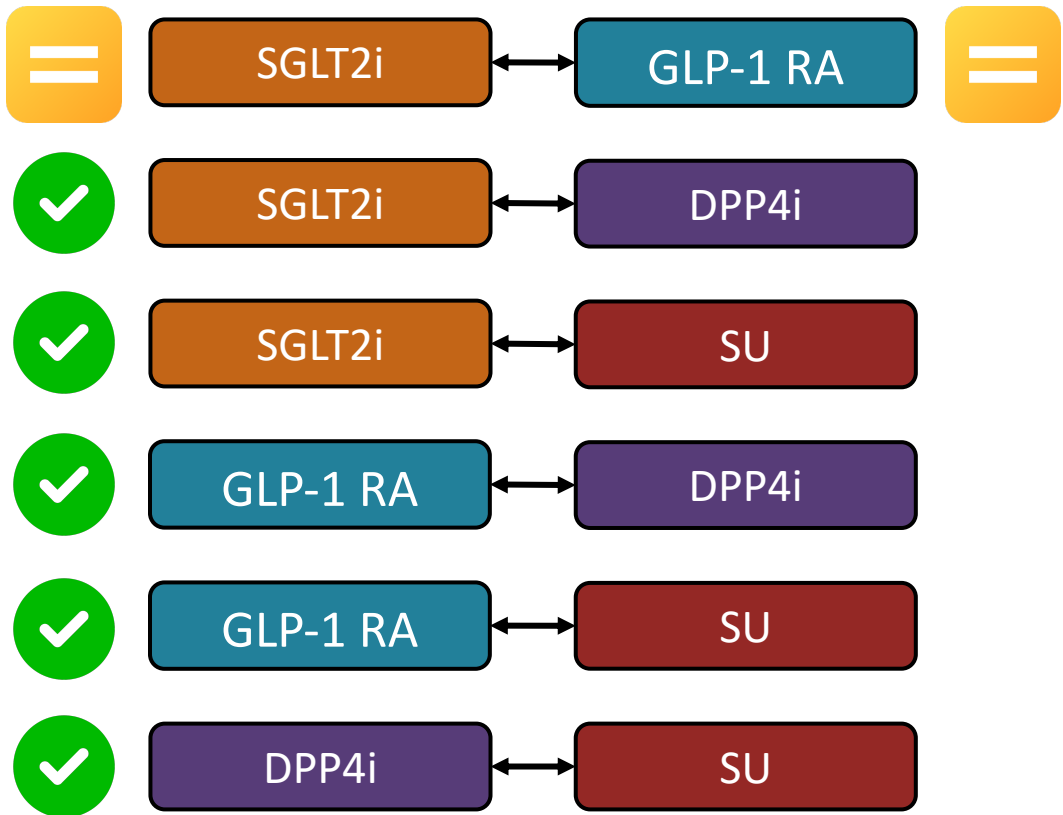 SGLT2i GLP-1 RA
SGLT2i DPP4i
SGLT2i SU
GLP-1 RA DPP4i
GLP-1 RA SU
DPP4i SU